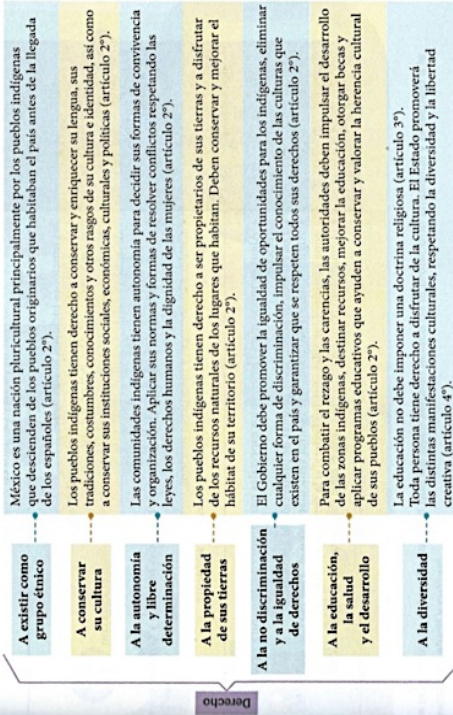 Derecho
A existir como
grupo étnico
México es una nación pluricultural principalmente por los pueblos indígenas
que descienden de los pueblos originarios que habitaban el país antes de la llegada
de los españoles (artículo 2º).
A conservar
su cultura
Los pueblos indígenas tienen derecho a conservar y enriquecer su lengua, sus
tradiciones, costumbres, conocimientos y otros rasgos de su cultura e identidad, así como
a conservar sus instituciones sociales, económicas, culturales y políticas (artículo 2º).
A la autonomía
y libre
determinación
Las comunidades indígenas tienen autonomía para decidir sus formas de convivencia
y organización. Aplicar sus normas y formas de resolver conflictos respetando las
leyes, los derechos humanos y la dignidad de las mujeres (artículo 2º).
A la propiedad
de sus tierras
Los pueblos indígenas tienen derecho a ser propietarios de sus tierras y a disfrutar
de los recursos naturales de los lugares que habitan. Deben conservar y mejorar el
hábitat de su territorio (artículo 2º).
A la no discriminación
y a la igualdad
de derechos
El Gobierno debe promover la igualdad de oportunidades para los indígenas, eliminar
cualquier forma de discriminación, impulsar el conocimiento de las culturas que
existen en el país y garantizar que se respeten todos sus derechos (artículo 2º).
A la educación,
la salud
y el desarrollo
Para combatir el rezago y las carencias, las autoridades deben impulsar el desarrollo
de las zonas indígenas, destinar recursos, mejorar la educación, otorgar becas y
aplicar programas educativos que ayuden a conservar y valorar la herencia cultural
de sus pueblos (artículo 2º).
A la diversidad
La educación no debe imponer una doctrina religiosa (artículo 3º).
Toda persona tiene derecho a disfrutar de la cultura. El Estado promoverá
las distintas manifestaciones culturales, respetando la diversidad y la libertad
creativa (artículo 4º).